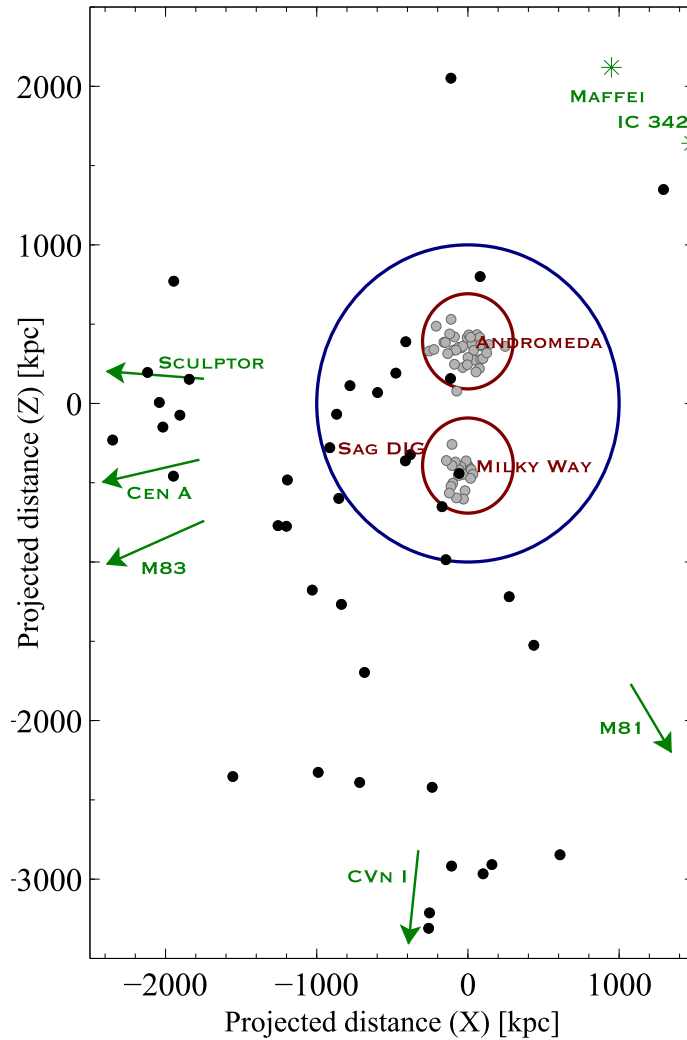 2000
MAFFEI
IC 342
1000
ANDROMEDA
SCULPTOR
0
SAG DIG
MILKY WAY
CEN A
M83
-2000
M81
CVN I
-3000
−2000
−1000
0
1000
Projected distance (X) [kpc]
Projected distance (Z) [kpc]